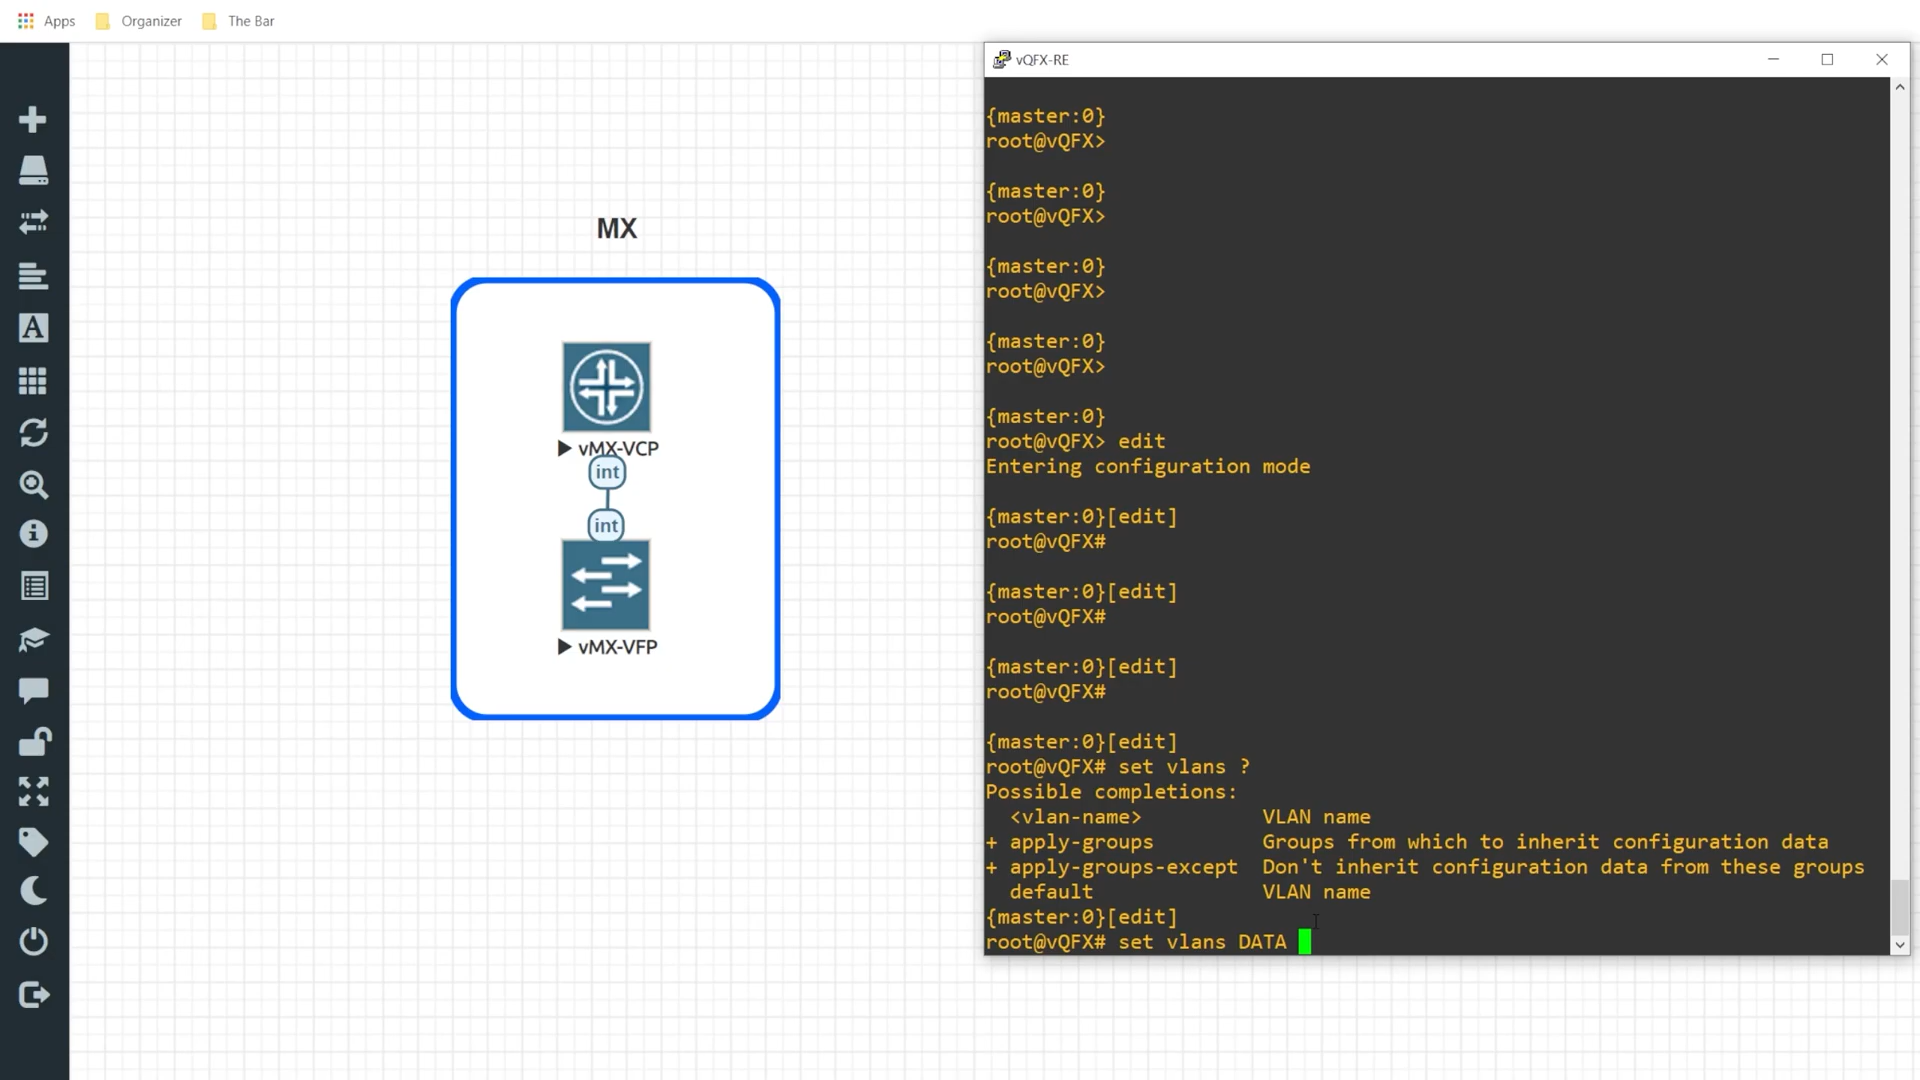 Apps Organizer The Bar
MX
vMX-VCP
int
int
vMX-VFP
vQFX-RE
{master:0}
root@vQFX>
{master:0}
root@vQFX>
{master:0}
root@vQFX>
{master:0}
root@vQFX>
{master:0}
root@vQFX> edit
Entering configuration mode
{master:0}[edit]
root@vQFX#
{master:0}[edit]
root@vQFX#
{master:0}[edit]
root@vQFX#
{master:0}[edit]
root@vQFX# set vlans ?
Possible completions:
<vlan-name> VLAN name
+ apply-groups Groups from which to inherit configuration data
+ apply-groups-except Don't inherit configuration data from these groups
default VLAN name
{master:0}[edit]
root@vQFX# set vlans DATA